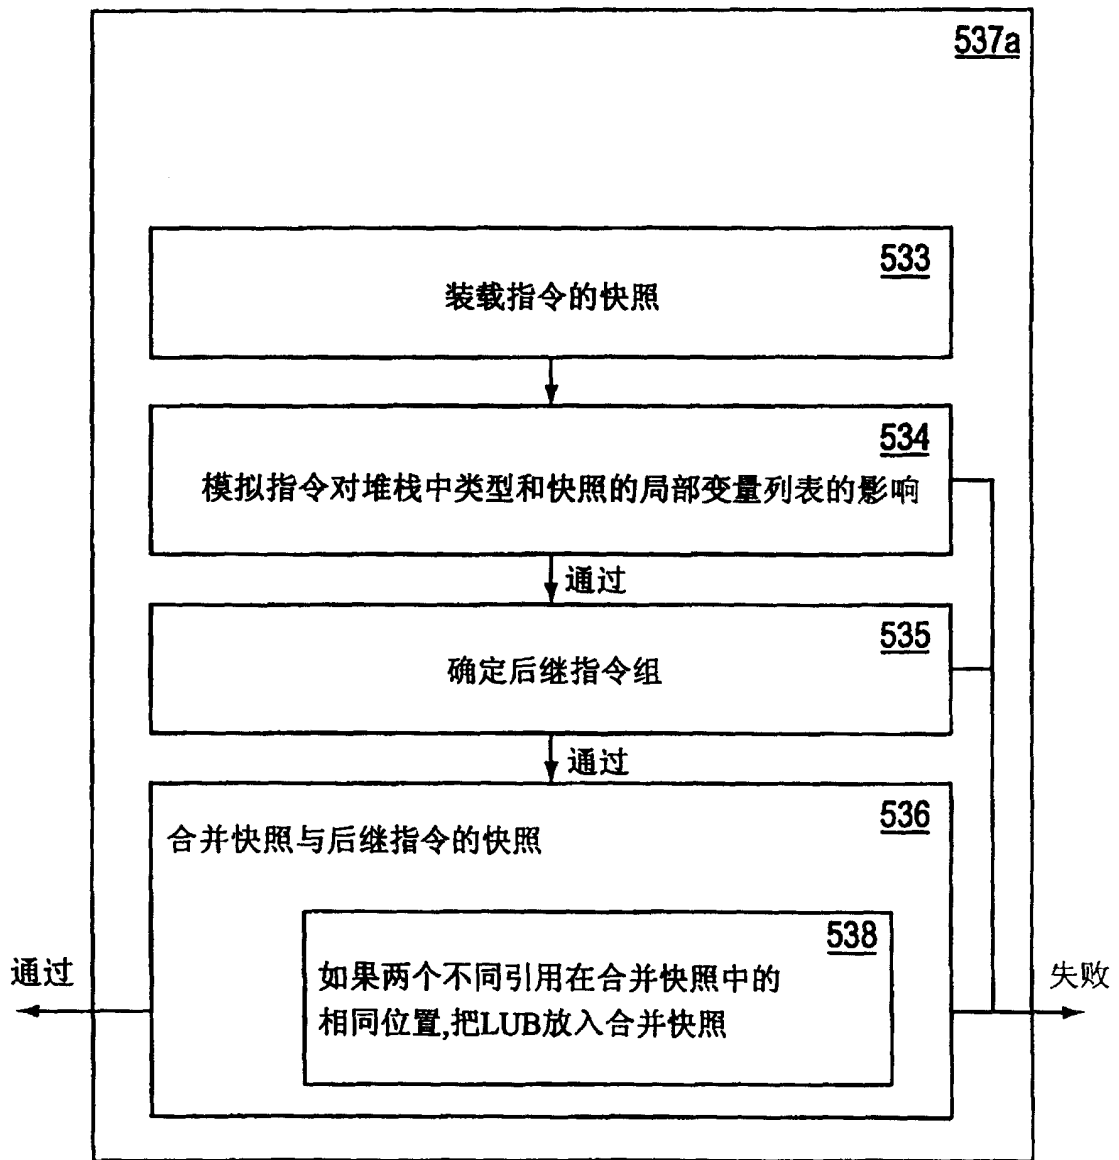 537a
533
装载指令的快照
534
模拟指令对堆栈中类型和快照的局部变量列表的影响
通过
535
确定后继指令组
通过
536
合并快照与后继指令的快照
538
如果两个不同引用在合并快照中的
相同位置,把LUB放入合并快照
通过
失败